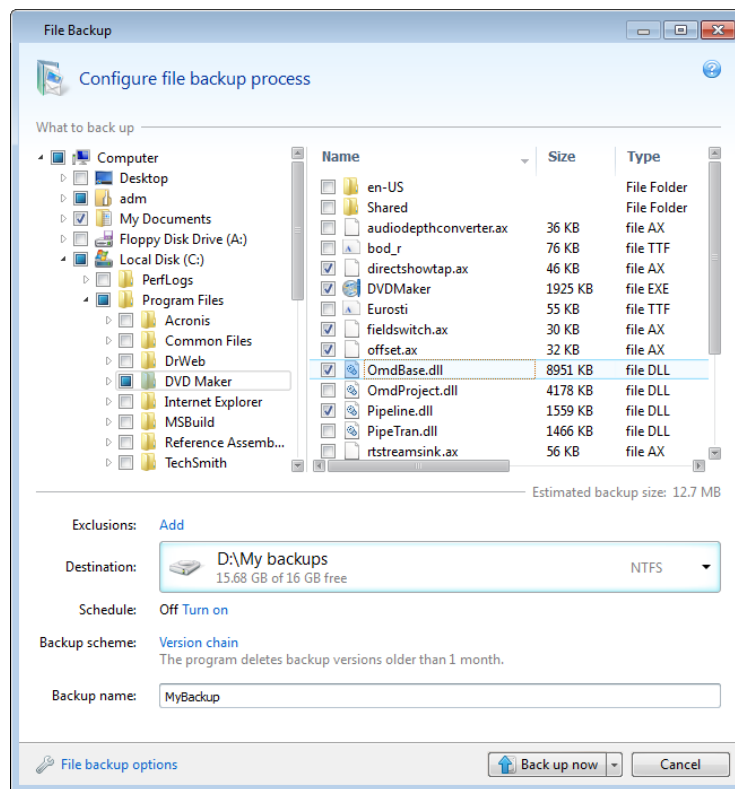 File Backup
Configure file backup process
What to back up
Computer
Desktop
adm
My Documents
Floppy Disk Drive (A:)
Local Disk (C:)
PerfLogs
Program Files
Acronis
Common Files
DrWeb
DVD Maker
Internet Explorer
MSBuild
Reference Assemb...
TechSmith
Name Size Type
en-US File Folder
Shared File Folder
audiodepthconverter.ax 36 KB file AX
bod_r 76 KB file TTF
directshowtap.ax 46 KB file AX
DVDMaker 1925 KB file EXE
Eurosti 55 KB file TTF
fieldswitch.ax 30 KB file AX
offset.ax 32 KB file AX
OmdBase.dll 8951 KB file DLL
OmdProject.dll 4178 KB file DLL
Pipeline.dll 1559 KB file DLL
PipeTran.dll 1466 KB file DLL
rtstreamsink.ax 56 KB file AX
Estimated backup size: 12.7 MB
Exclusions: Add
Destination: D:\My backups
15.68 GB of 16 GB free
NTFS
Schedule: Off Turn on
Backup scheme: Version chain
The program deletes backup versions older than 1 month.
Backup name: MyBackup
File backup options
Back up now
Cancel